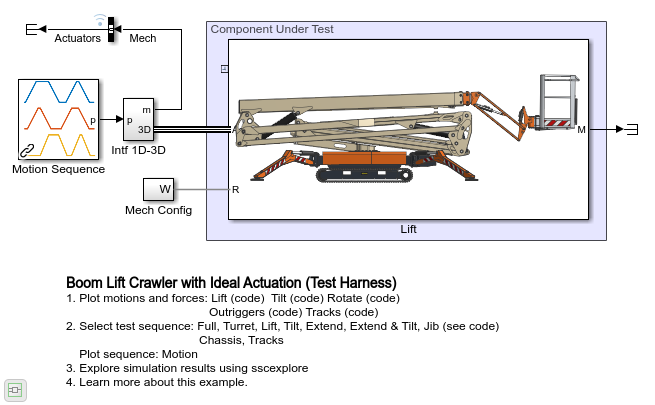 Component Under Test
Actuators
Mech
m
p
p
3D
A
M
Intf 1D-3D
Motion Sequence
W
R
Mech Config
Lift
Boom Lift Crawler with Ideal Actuation (Test Harness)
1. Plot motions and forces: Lift (code)  Tilt (code) Rotate (code)
Outriggers (code) Tracks (code)
2. Select test sequence: Full, Turret, Lift, Tilt, Extend, Extend & Tilt, Jib (see code)
Chassis, Tracks
Plot sequence: Motion
3. Explore simulation results using sscexplore
4. Learn more about this example.